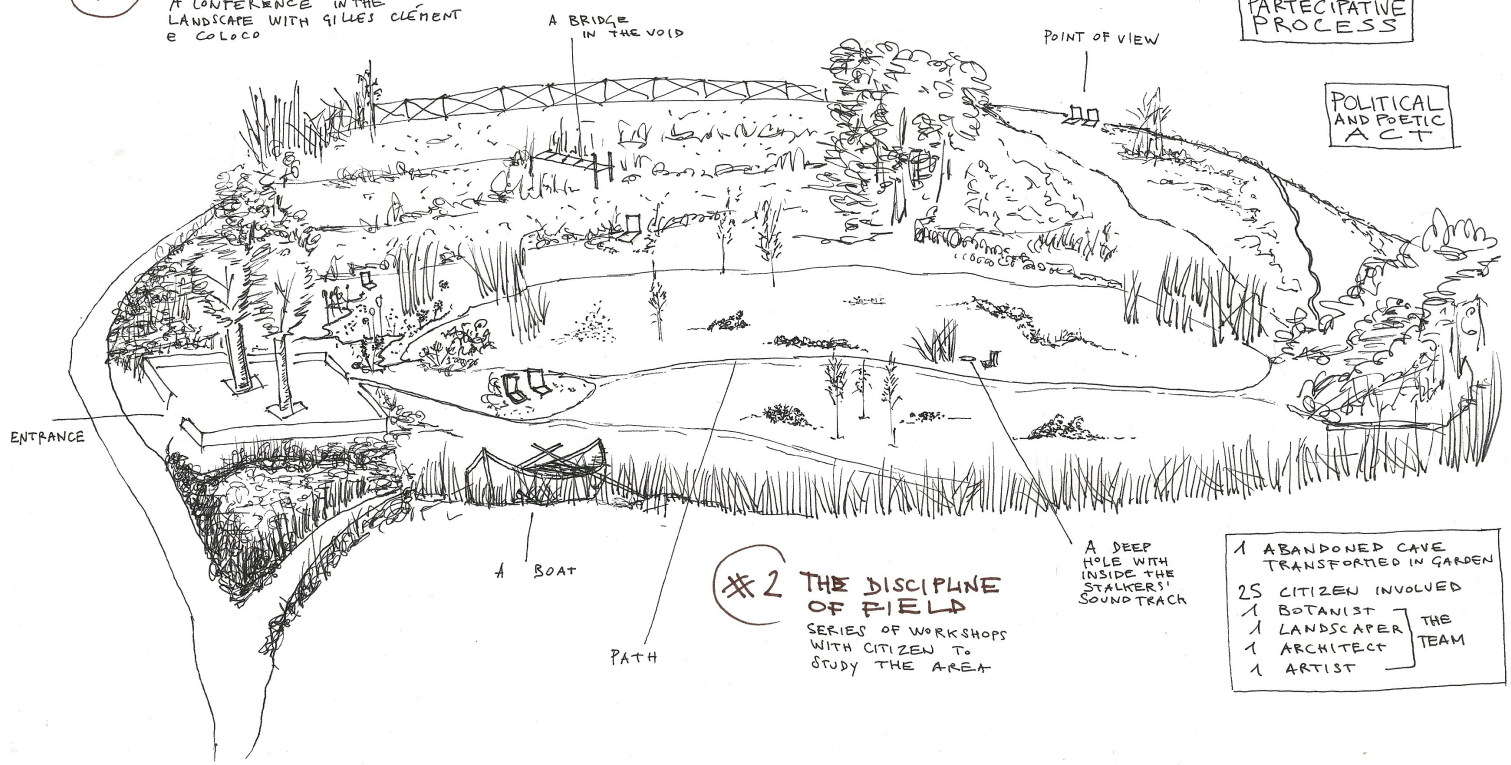 A CONFERENCE IN THE
LANDSCAPE WITH GILLES CLÉMENT
e COLOCO
A BRIDGE
IN THE VOID
POINT OF VIEW
PARTECIPATIVE
PROCESS
POLITICAL
AND POETIC
ACT
ENTRANCE
A BOAT
PATH
#2 THE DISCIPLINE
OF FIELD
SERIES OF WORKSHOPS
WITH CITIZEN TO
STUDY THE AREA
A DEEP
HOLE WITH
INSIDE THE
STALKERS'
SOUNDTRACK
1 ABANDONED CAVE
TRANSFORMED IN GARDEN
25 CITIZEN INVOLVED
1 BOTANIST
1 LANDSCAPER
1 ARCHITECT
1 ARTIST
THE
TEAM